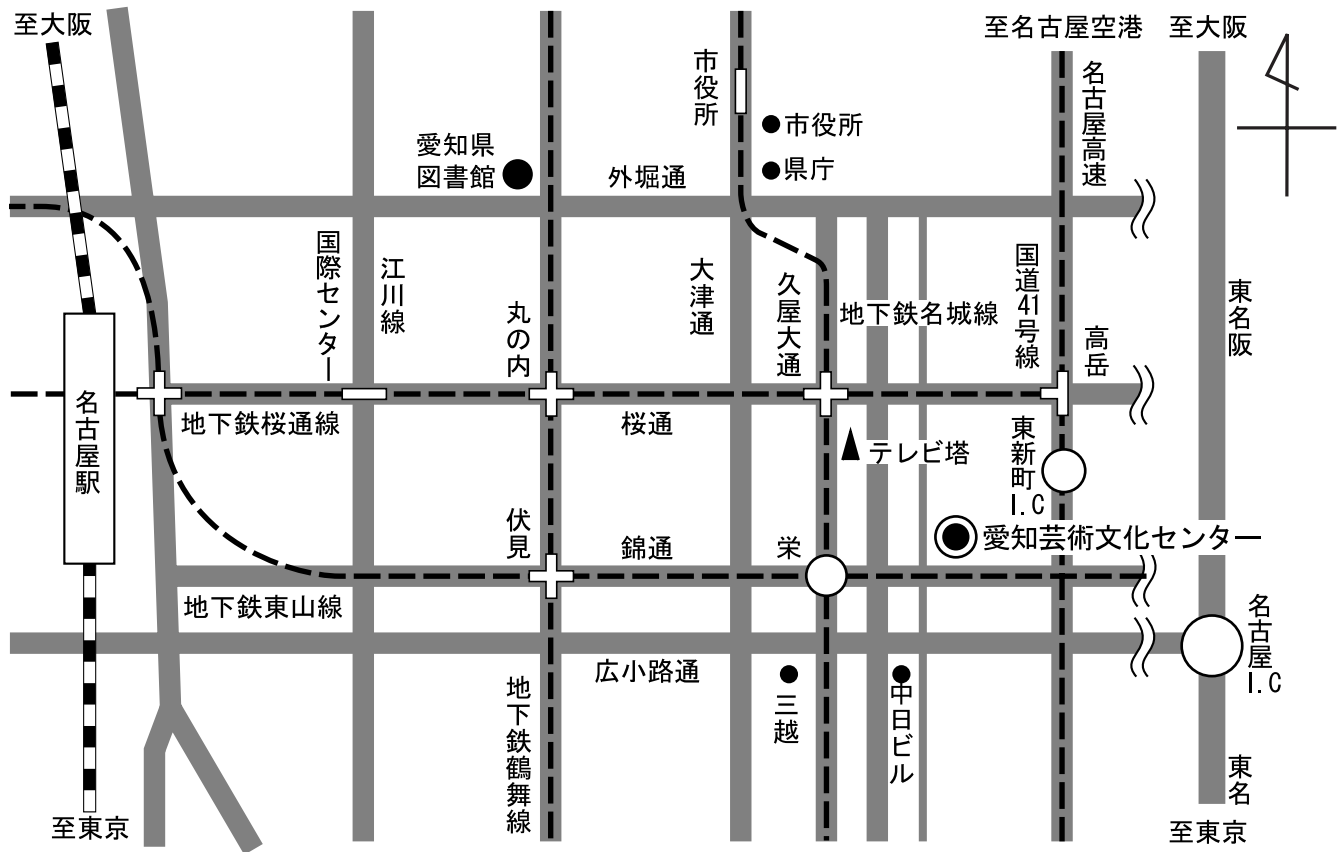 至大阪
至名古屋空港
至大阪
市役所
名古屋高速
市役所
県庁
愛知県
図書館
外堀通
国際センター
江川線
丸の内
大津通
久屋大通
地下鉄名城線
国道41号線
高岳
東名阪
名古屋駅
地下鉄桜通線
桜通
テレビ塔
東新町
I.C
伏見
錦通
栄
愛知芸術文化センター
地下鉄東山線
名古屋
I.C
広小路通
地下鉄鶴舞線
三越
中日ビル
東名
至東京
至東京